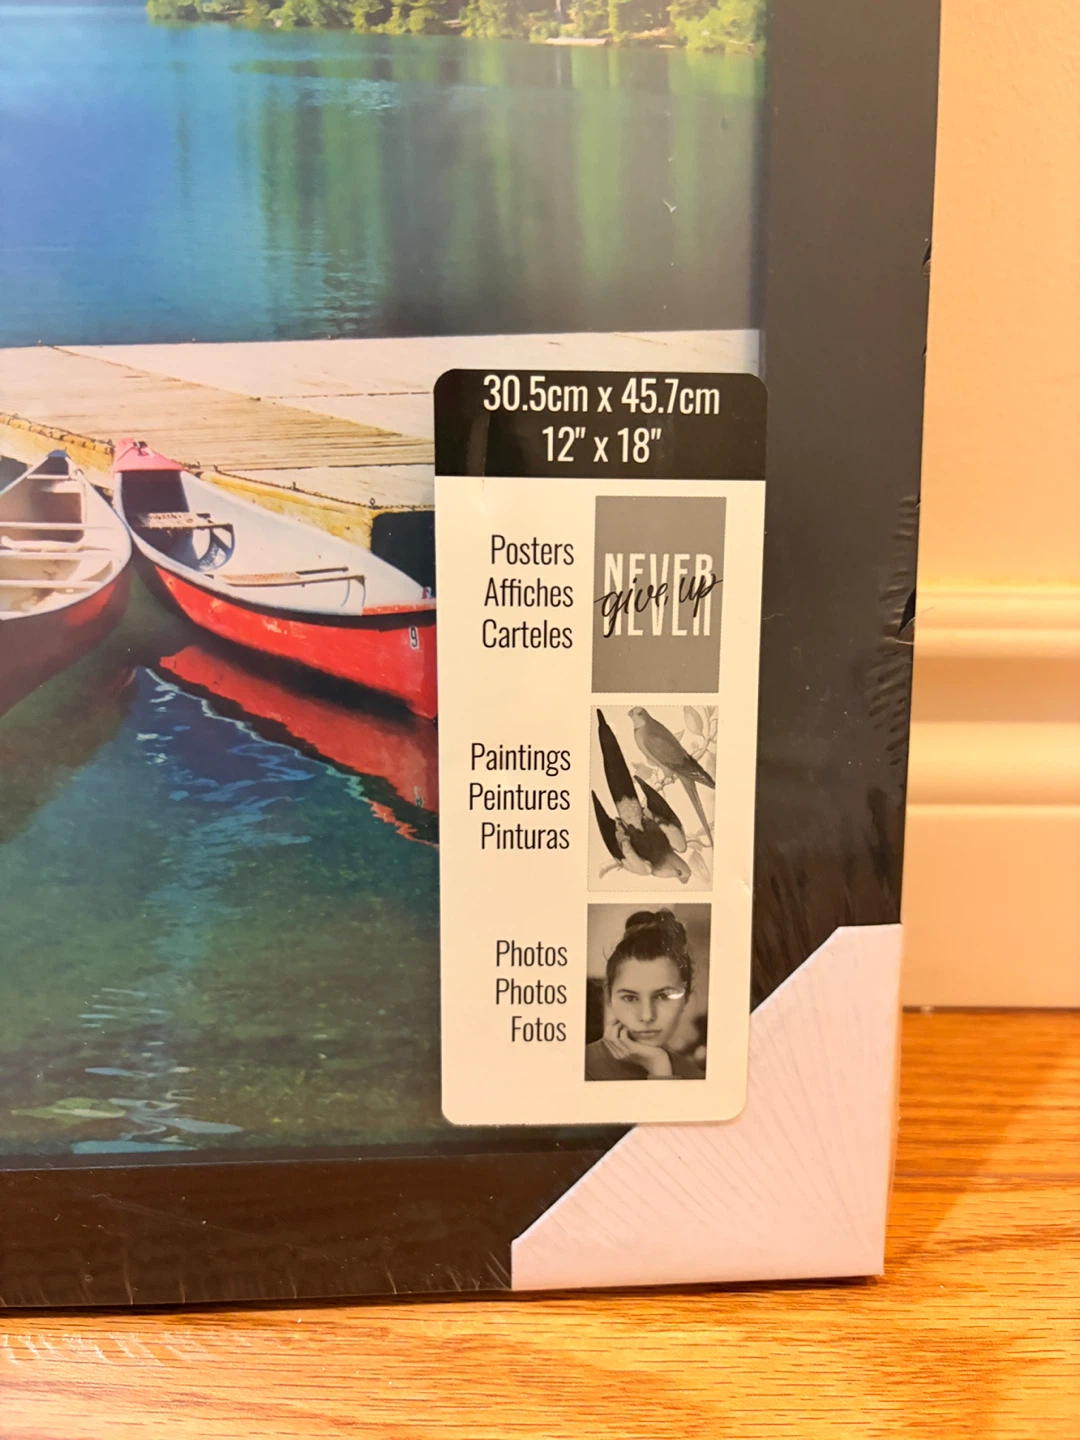 30.5cm x 45.7cm
12" x 18"
Posters
Affiches
Carteles
NEVER
give up
NEVER
Paintings
Peintures
Pinturas
Photos
Photos
Fotos
9